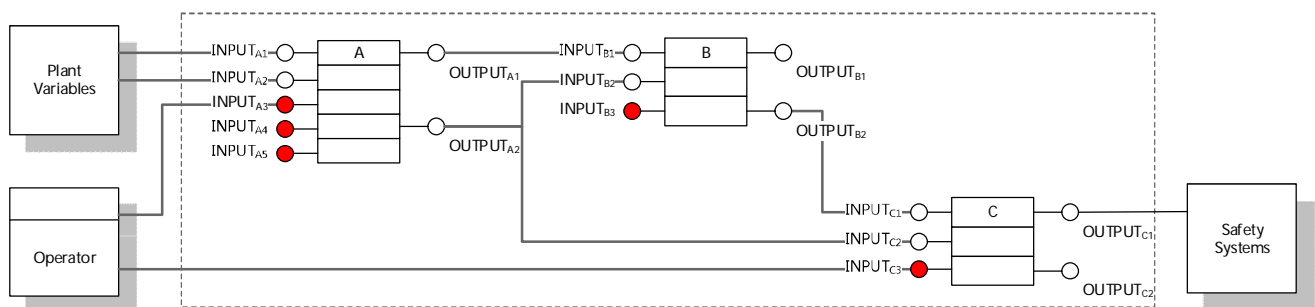 Plant
Variables
Operator
INPUTA1
INPUTA2
INPUTA3
INPUTA4
INPUTA5
A
OUTPUTA1
OUTPUTA2
INPUTB1
INPUTB2
INPUTB3
B
OUTPUTB1
OUTPUTB2
INPUTC1
INPUTC2
INPUTC3
C
OUTPUTC1
OUTPUTC2
Safety
Systems